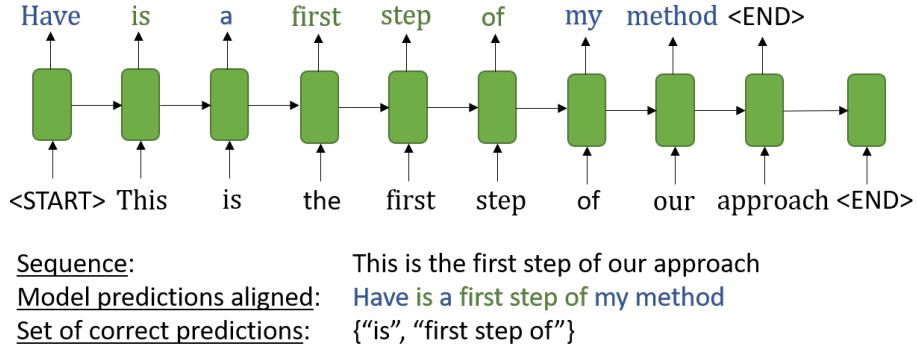 Have is a first step of my method <END>
<START> This is the first step of our approach <END>
Sequence: This is the first step of our approach
Model predictions aligned: Have is a first step of my method
Set of correct predictions: {“is”, “first step of”}